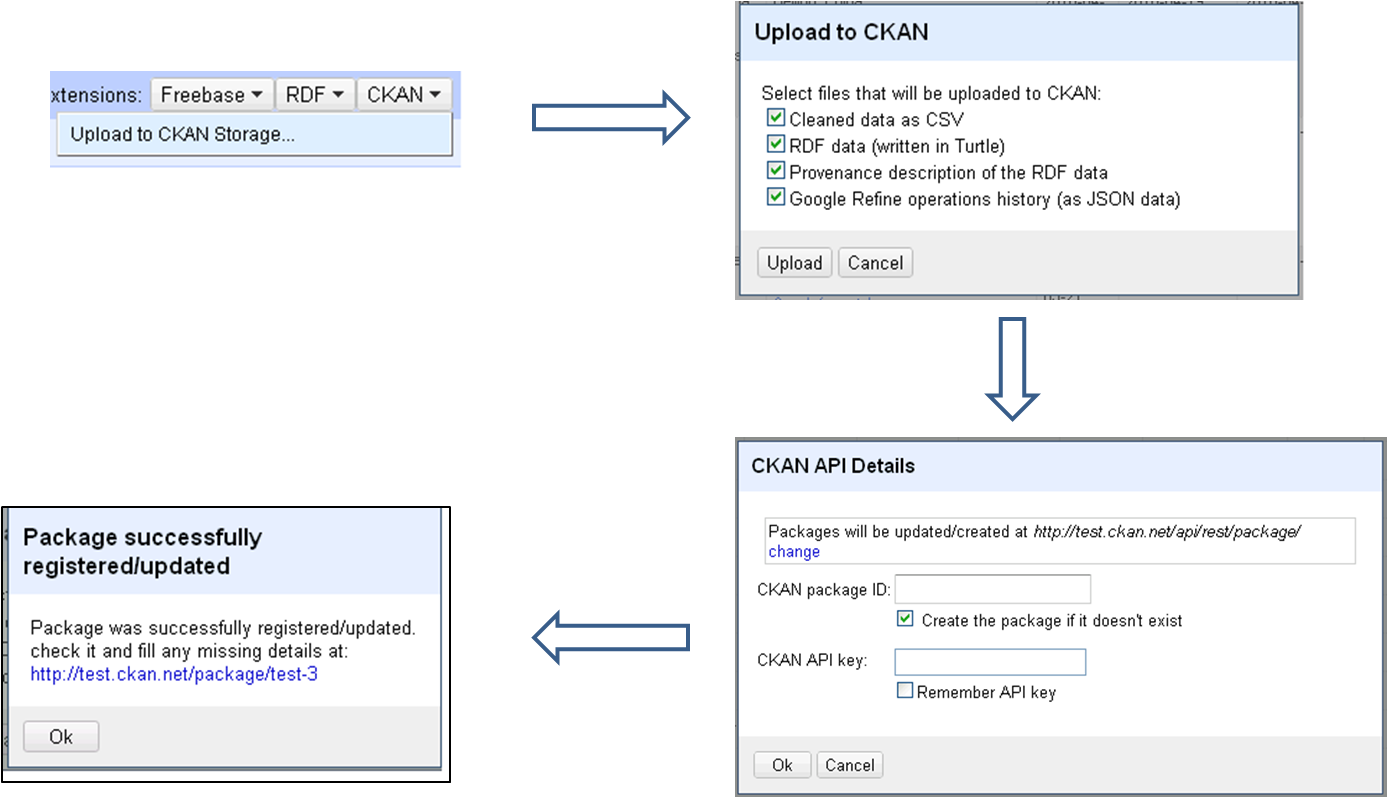 xtensions: Freebase RDF CKAN
Upload to CKAN Storage...
Upload to CKAN
Select files that will be uploaded to CKAN:
Cleaned data as CSV
RDF data (written in Turtle)
Provenance description of the RDF data
Google Refine operations history (as JSON data)
Upload Cancel
CKAN API Details
Packages will be updated/created at http://test.ckan.net/api/rest/package/
change
CKAN package ID:
Create the package if it doesn't exist
CKAN API key:
Remember API key
Ok Cancel
Package successfully
registered/updated
Package was successfully registered/updated.
check it and fill any missing details at:
http://test.ckan.net/package/test-3
Ok